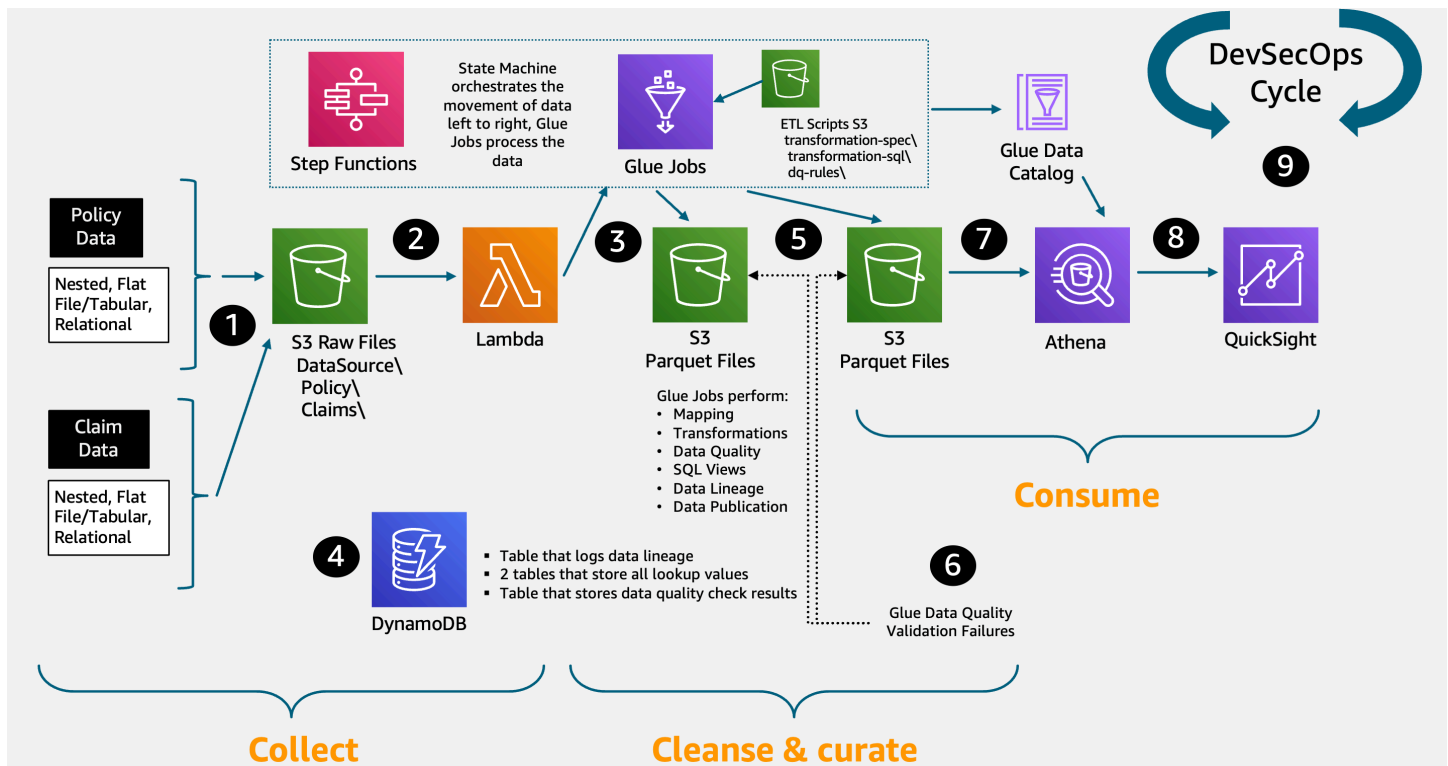 DevSecOps
Cycle
9
Step Functions
State Machine
orchestrates the
movement of data
left to right, Glue
Jobs process the
data
Glue Jobs
ETL Scripts S3
transformation-spec\
transformation-sql\
dq-rules\
Glue Data
Catalog
Policy
Data
Nested, Flat
File/Tabular,
Relational
1
Claim
Data
Nested, Flat
File/Tabular,
Relational
S3 Raw Files
DataSource\
Policy\
Claims\
2
Lambda
3
S3
Parquet Files
Glue Jobs perform:
• Mapping
• Transformations
• Data Quality
• SQL Views
• Data Lineage
• Data Publication
5
S3
Parquet Files
7
Athena
8
QuickSight
Consume
4
DynamoDB
▪ Table that logs data lineage
▪ 2 tables that store all lookup values
▪ Table that stores data quality check results
6
Glue Data Quality
Validation Failures
Collect
Cleanse & curate